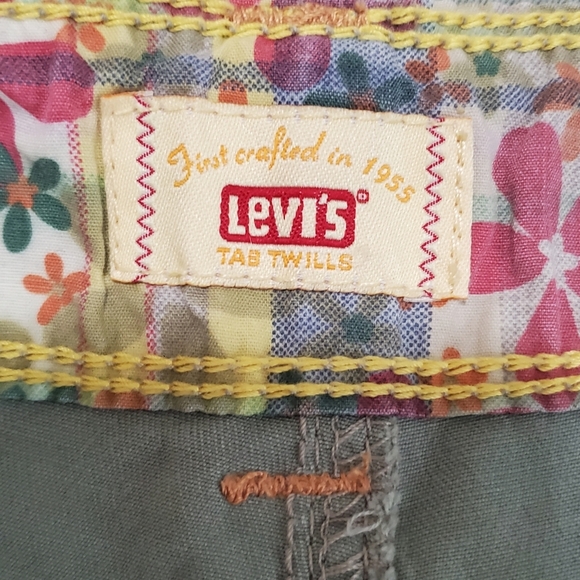 First crafted in 1955
LeVI'S®
TAB TWILLS